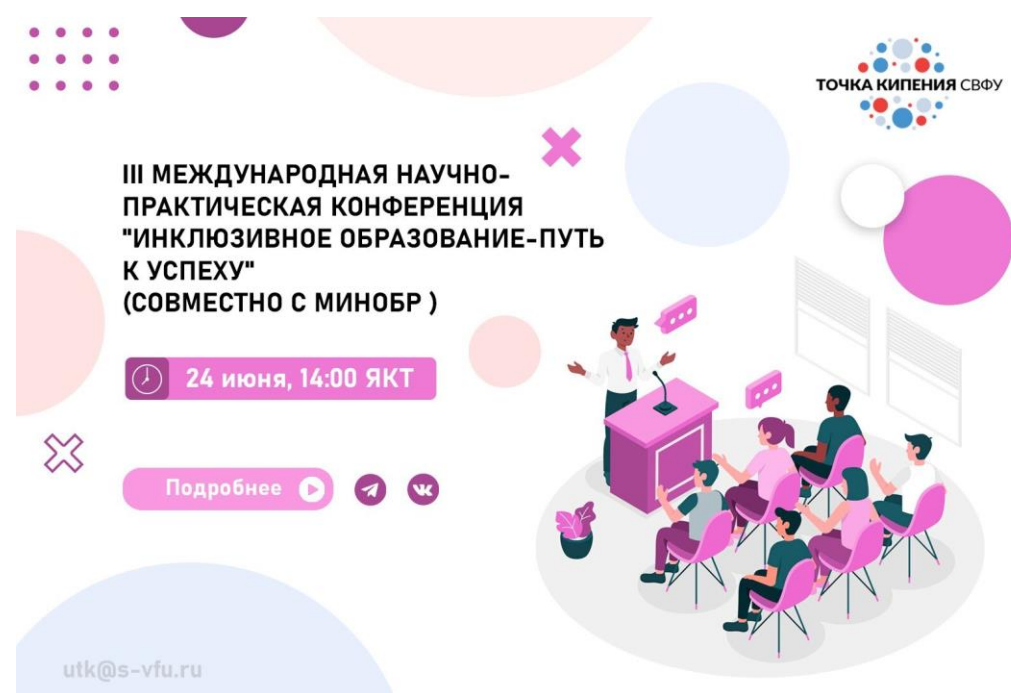 ТОЧКА КИПЕНИЯ СВФУ
III МЕЖДУНАРОДНАЯ НАУЧНО-
ПРАКТИЧЕСКАЯ КОНФЕРЕНЦИЯ
"ИНКЛЮЗИВНОЕ ОБРАЗОВАНИЕ-ПУТЬ
К УСПЕХУ"
(СОВМЕСТНО С МИНОБР )
24 июня, 14:00 ЯКТ
Подробнее
utk@s-vfu.ru